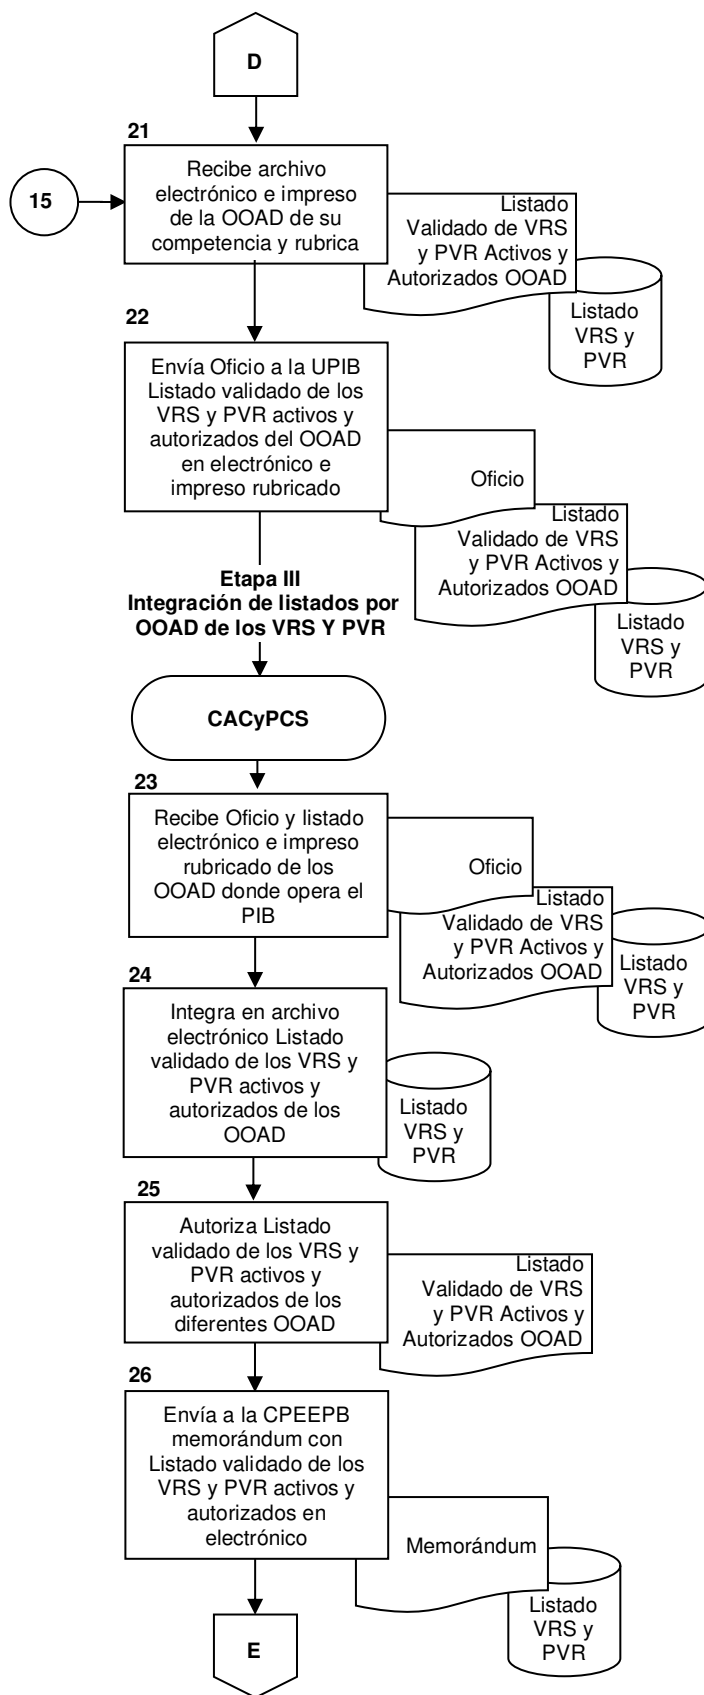 D
21
15
Recibe archivo
electrónico e impreso
de la OOAD de su
competencia y rubrica
Listado
Validado de VRS
y PVR Activos y
Autorizados OOAD
Listado
VRS y
PVR
22
Envía Oficio a la UPIB
Listado validado de los
VRS y PVR activos y
autorizados del OOAD
en electrónico e
impreso rubricado
Oficio
Listado
Validado de VRS
y PVR Activos y
Autorizados OOAD
Listado
VRS y
PVR
Etapa III
Integración de listados por
OOAD de los VRS Y PVR
CACyPCS
23
Recibe Oficio y listado
electrónico e impreso
rubricado de los
OOAD donde opera el
PIB
Oficio
Listado
Validado de VRS
y PVR Activos y
Autorizados OOAD
Listado
VRS y
PVR
24
Integra en archivo
electrónico Listado
validado de los VRS y
PVR activos y
autorizados de los
OOAD
Listado
VRS y
PVR
25
Autoriza Listado
validado de los VRS y
PVR activos y
autorizados de los
diferentes OOAD
Listado
Validado de VRS
y PVR Activos y
Autorizados OOAD
26
Envía a la CPEEPB
memorándum con
Listado validado de los
VRS y PVR activos y
autorizados en
electrónico
Memorándum
Listado
VRS y
PVR
E